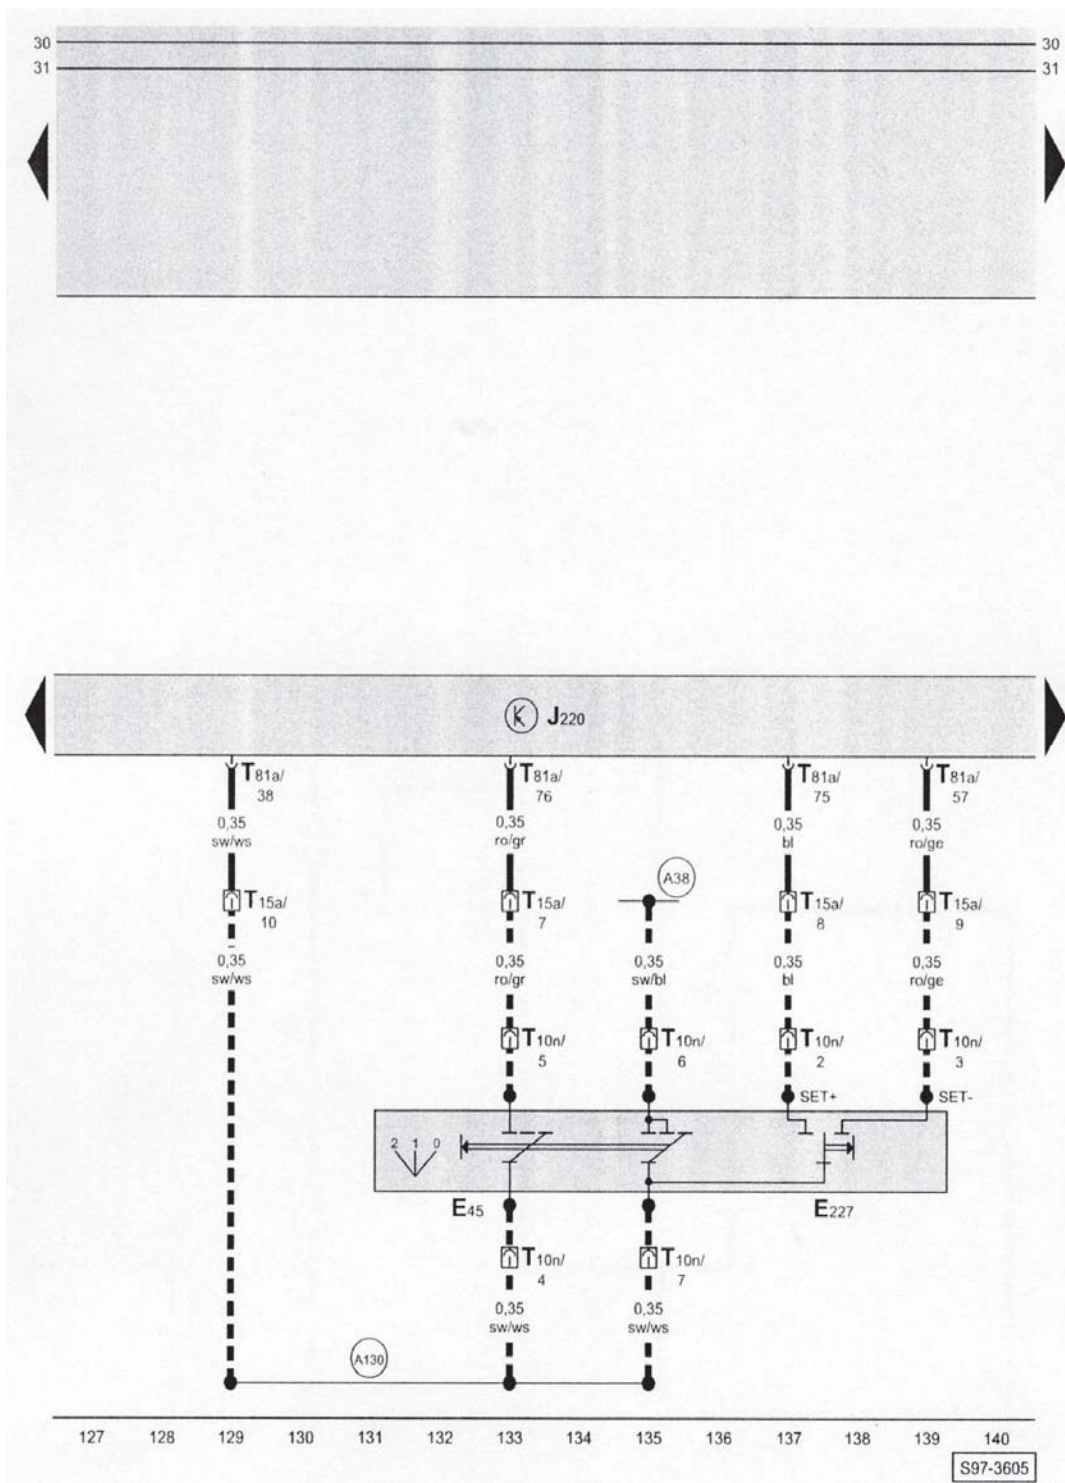 30 30
31 31
J220
T81a/ T81a/ T81a/ T81a/
38 76 75 57
0,35 0,35 0,35 0,35
sw/ws ro/gr bl ro/ge
A38
T15a/ T15a/ T15a/ T15a/
10 7 8 9
0,35 0,35 0,35 0,35 0,35
sw/ws ro/gr sw/bl bl ro/ge
T10n/ T10n/ T10n/ T10n/
5 6 2 3
SET+ SET-
2 1 0
E45 E227
T10n/ T10n/
4 7
0,35 0,35
sw/ws sw/ws
A130
127 128 129 130 131 132 133 134 135 136 137 138 139 140
S97-3605